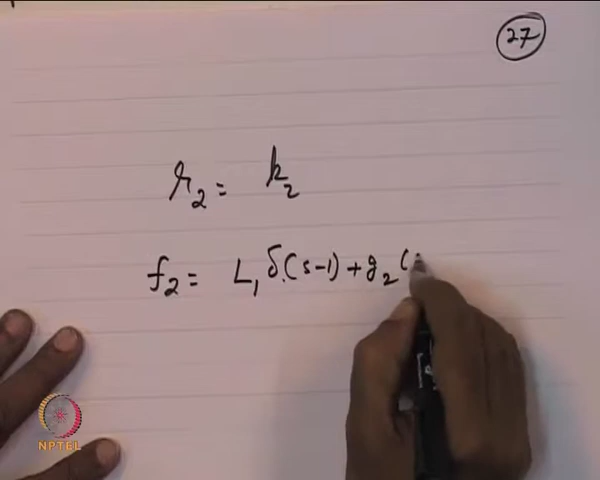 27
r₂ = k₂
f₂ = L₁ δ(s-1) + g₂ (
NPTEL